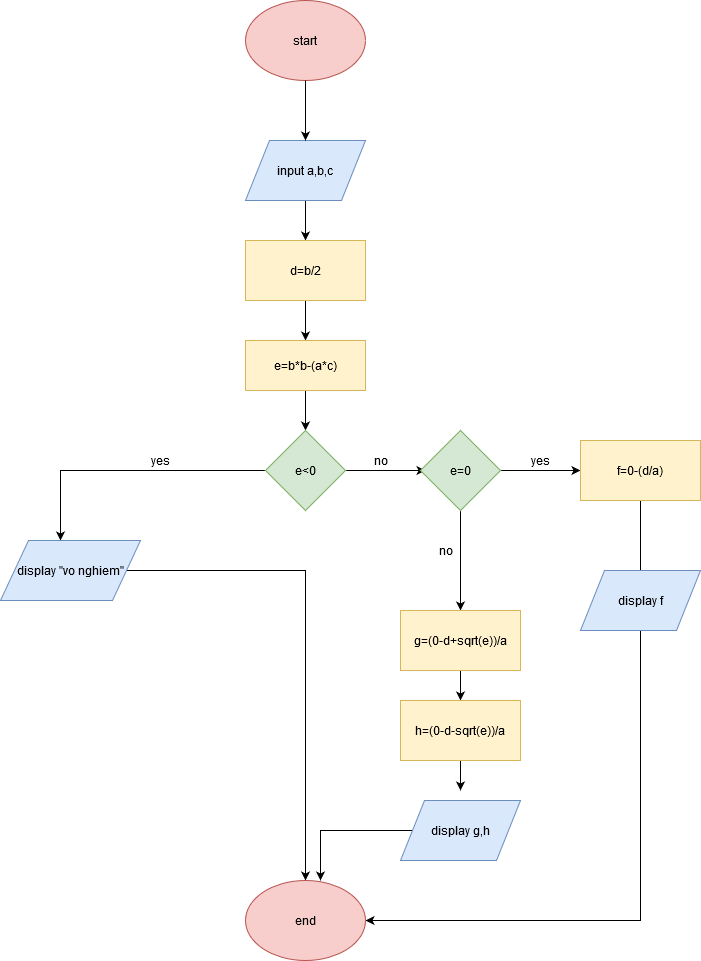 start
input a,b,c
d=b/2
e=b*b-(a*c)
yes
e<0
no
e=0
yes
f=0-(d/a)
no
display "vo nghiem"
display f
g=(0-d+sqrt(e))/a
h=(0-d-sqrt(e))/a
display g,h
end